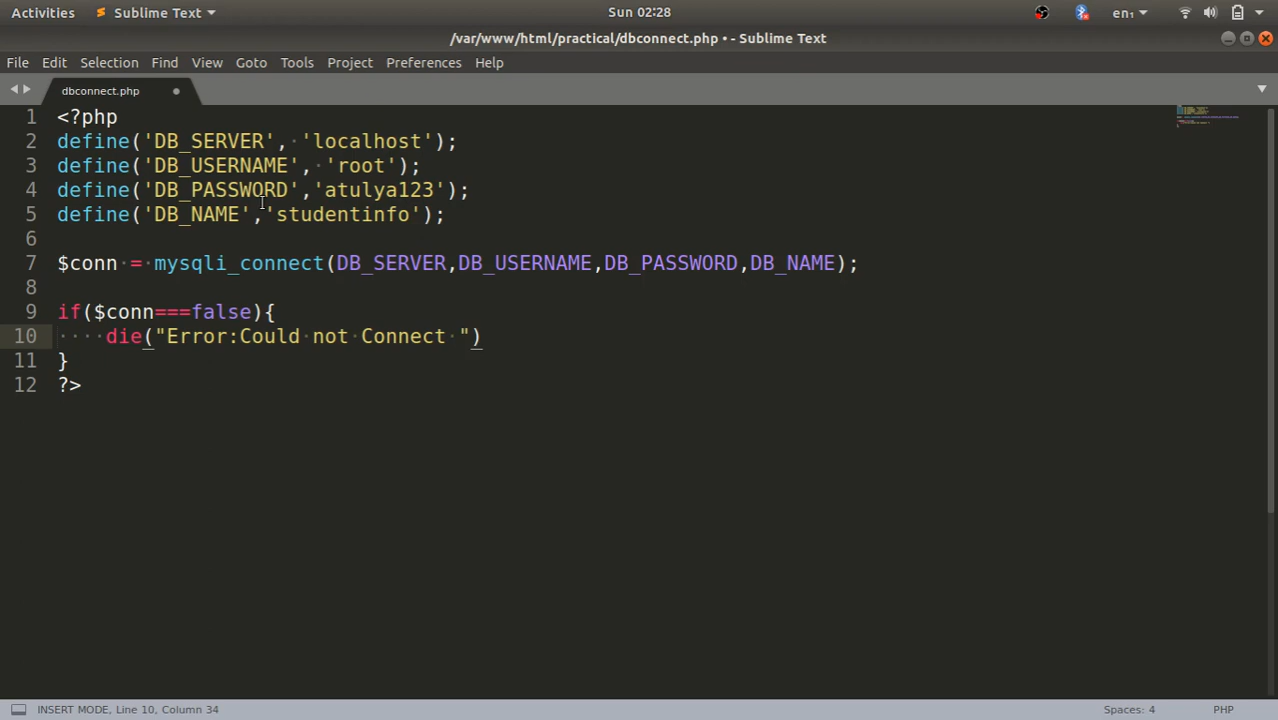 Activities Sublime Text Sun 02:28 en₁
/var/www/html/practical/dbconnect.php • - Sublime Text
File Edit Selection Find View Goto Tools Project Preferences Help
dbconnect.php
1 <?php
2 define('DB_SERVER', 'localhost');
3 define('DB_USERNAME', 'root');
4 define('DB_PASSWORD','atulya123');
5 define('DB_NAME','studentinfo');
6
7 $conn = mysqli_connect(DB_SERVER,DB_USERNAME,DB_PASSWORD,DB_NAME);
8
9 if($conn===false){
10 die("Error:Could not Connect ")
11 }
12 ?>
INSERT MODE, Line 10, Column 34 Spaces: 4 PHP